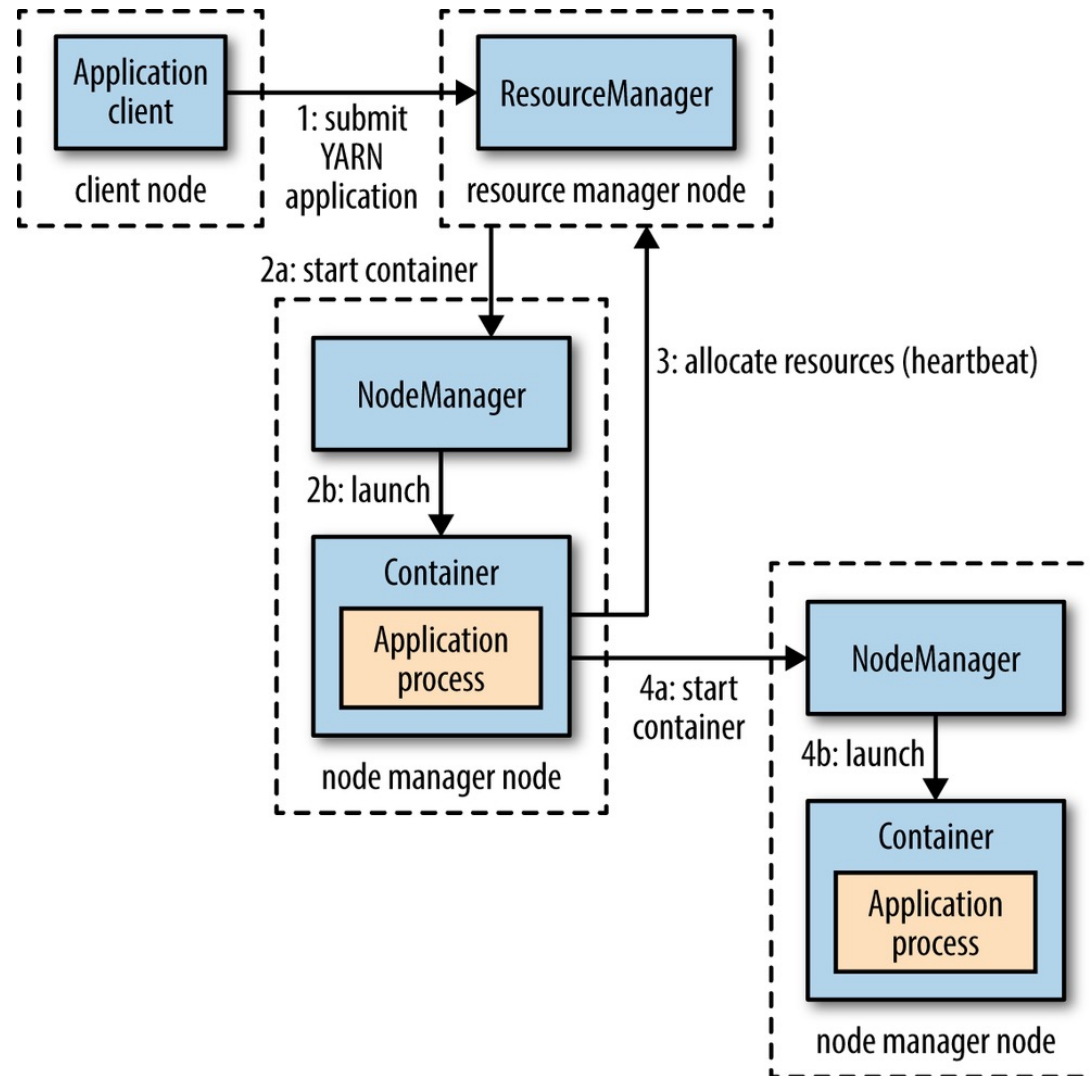 Application
client
client node
1: submit
YARN
application
ResourceManager
resource manager node
2a: start container
NodeManager
2b: launch
Container
Application
process
node manager node
3: allocate resources (heartbeat)
4a: start
container
NodeManager
4b: launch
Container
Application
process
node manager node